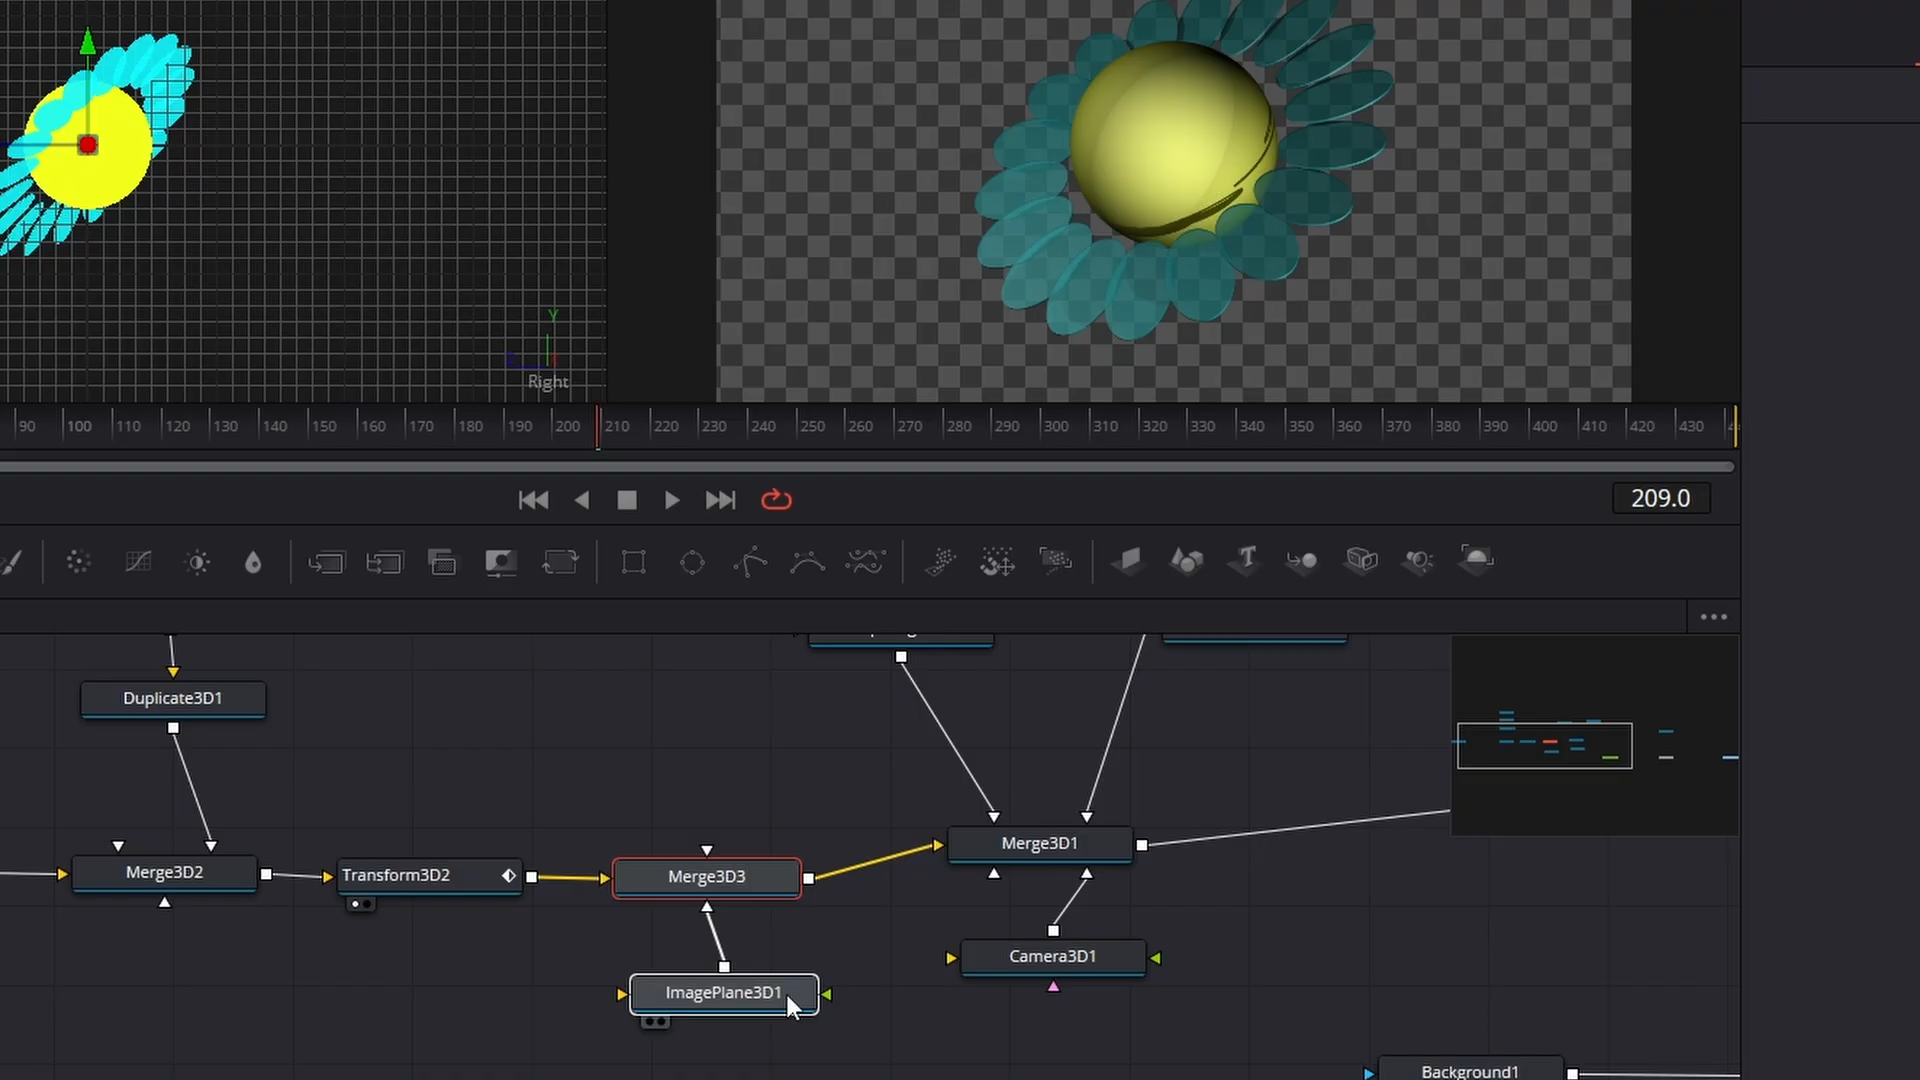 Y
Right
90 100 110 120 130 140 150 160 170 180 190 200 210 220 230 240 250 260 270 280 290 300 310 320 330 340 350 360 370 380 390 400 410 420 430
209.0
Duplicate3D1
Merge3D2
Transform3D2
Merge3D3
Merge3D1
ImagePlane3D1
Camera3D1
Background1